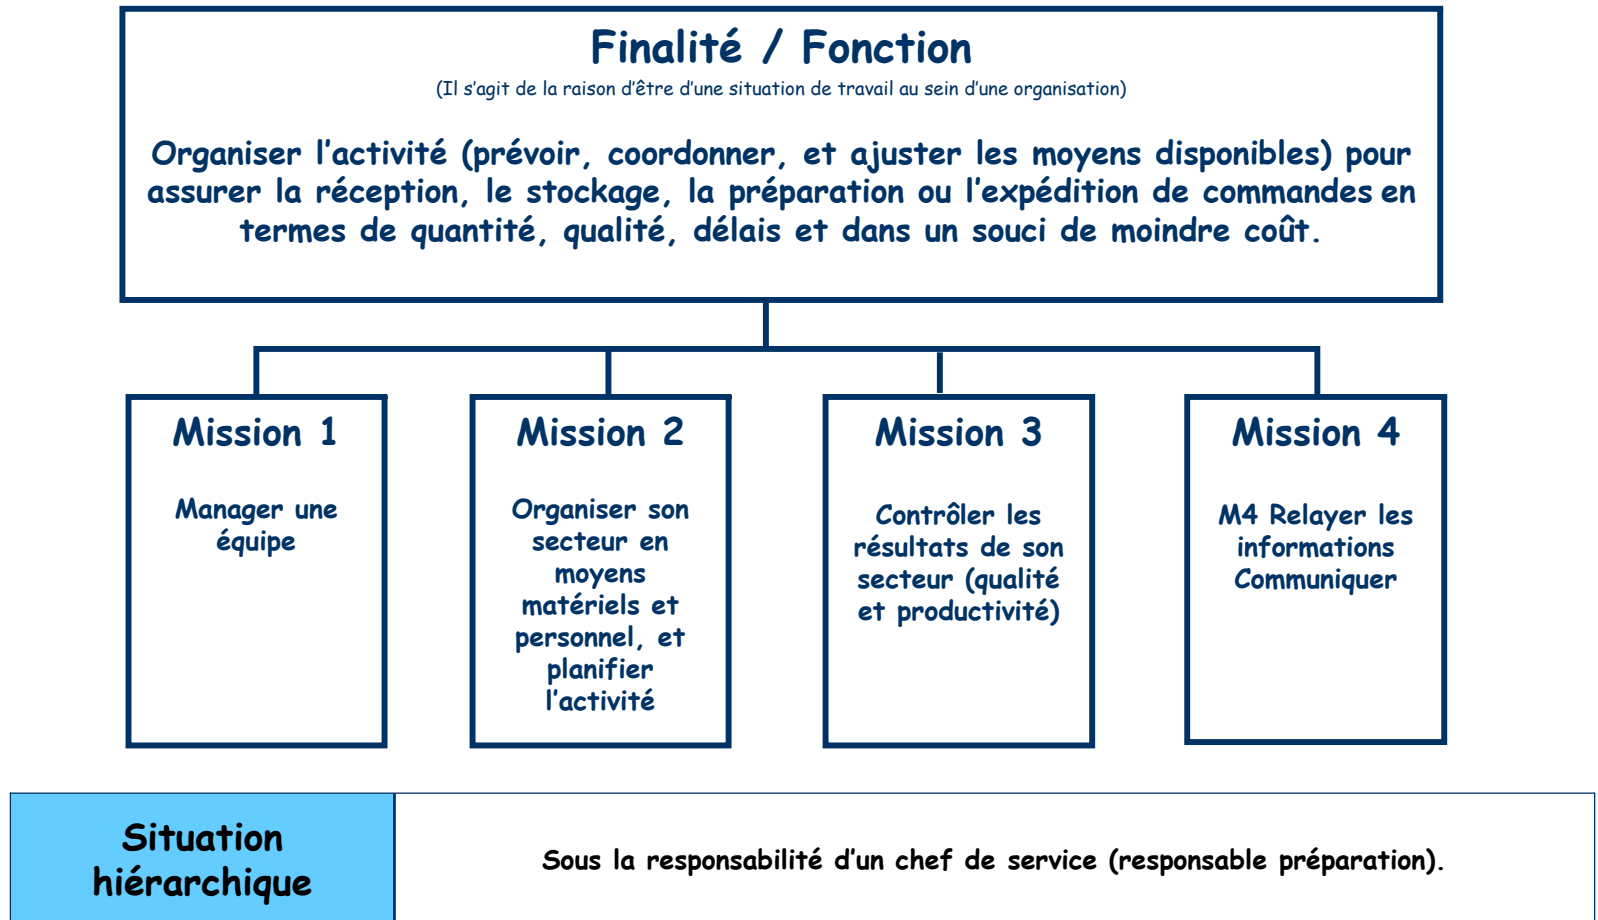 Finalité / Fonction
(Il s’agit de la raison d’être d’une situation de travail au sein d’une organisation)
Organiser l’activité (prévoir, coordonner, et ajuster les moyens disponibles) pour
assurer la réception, le stockage, la préparation ou l’expédition de commandes en
termes de quantité, qualité, délais et dans un souci de moindre coût.
Mission 1
Manager une
équipe
Mission 2
Organiser son
secteur en
moyens
matériels et
personnel, et
planifier
l’activité
Mission 3
Contrôler les
résultats de son
secteur (qualité
et productivité)
Mission 4
M4 Relayer les
informations
Communiquer
Situation
hiérarchique
Sous la responsabilité d’un chef de service (responsable préparation).